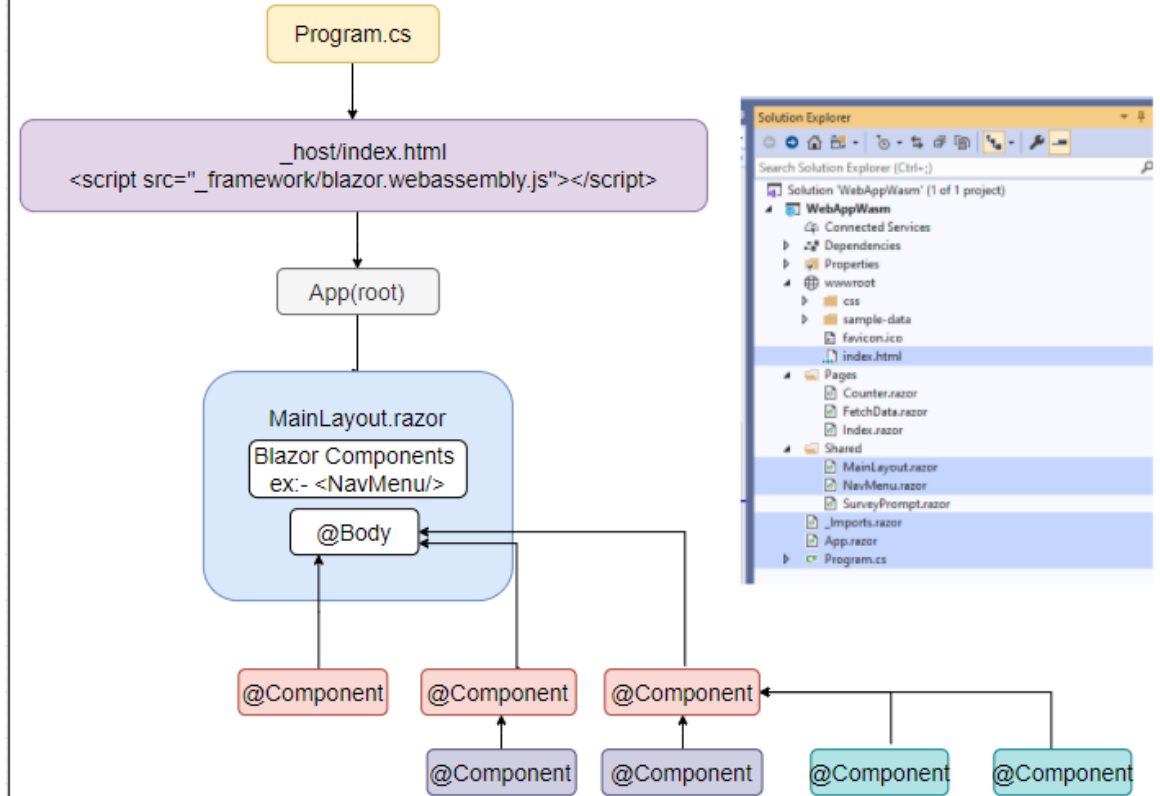 Program.cs
_host/index.html
<script src="_framework/blazor.webassembly.js"></script>
App(root)
MainLayout.razor
Blazor Components
ex:- <NavMenu/>
@Body
@Component
@Component
@Component
@Component
@Component
@Component
@Component
Solution Explorer
Search Solution Explorer (Ctrl+;)
Solution 'WebAppWasm' (1 of 1 project)
WebAppWasm
Connected Services
Dependencies
Properties
wwwroot
css
sample-data
favicon.ico
index.html
Pages
Counter.razor
FetchData.razor
Index.razor
Shared
MainLayout.razor
NavMenu.razor
SurveyPrompt.razor
_Imports.razor
App.razor
Program.cs